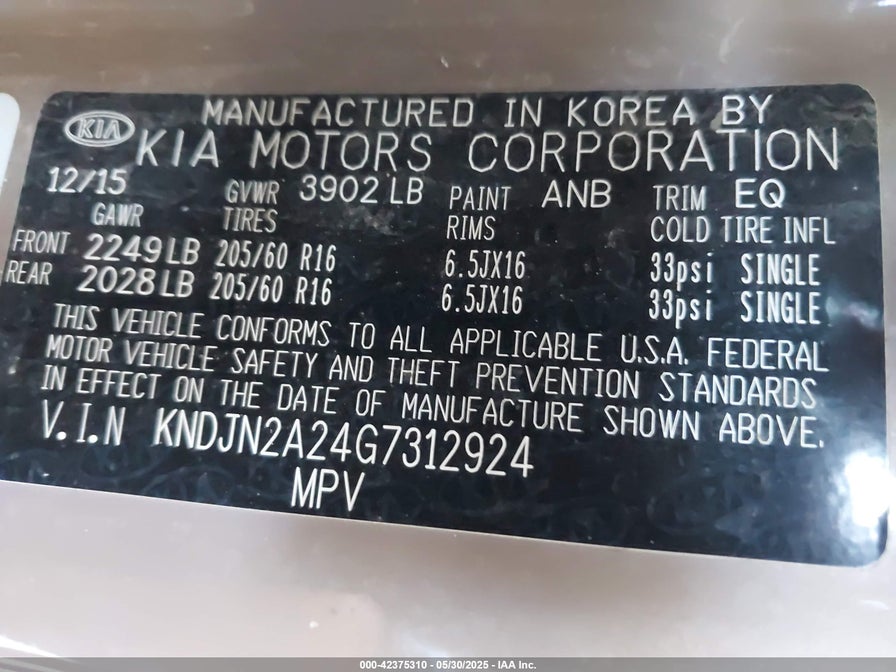 MANUFACTURED IN KOREA BY
KIA
KIA MOTORS CORPORATION
12/15 GVWR 3902 LB PAINT ANB TRIM EQ
GAWR TIRES RIMS COLD TIRE INFL
FRONT 2249 LB 205/60 R16 6.5JX16 33psi SINGLE
REAR 2028 LB 205/60 R16 6.5JX16 33psi SINGLE
THIS VEHICLE CONFORMS TO ALL APPLICABLE U.S.A. FEDERAL
MOTOR VEHICLE SAFETY AND THEFT PREVENTION STANDARDS
IN EFFECT ON THE DATE OF MANUFACTURE SHOWN ABOVE.
V.I.N KNDJN2A24G7312924
MPV
000-42375310 - 05/30/2025 - IAA Inc.